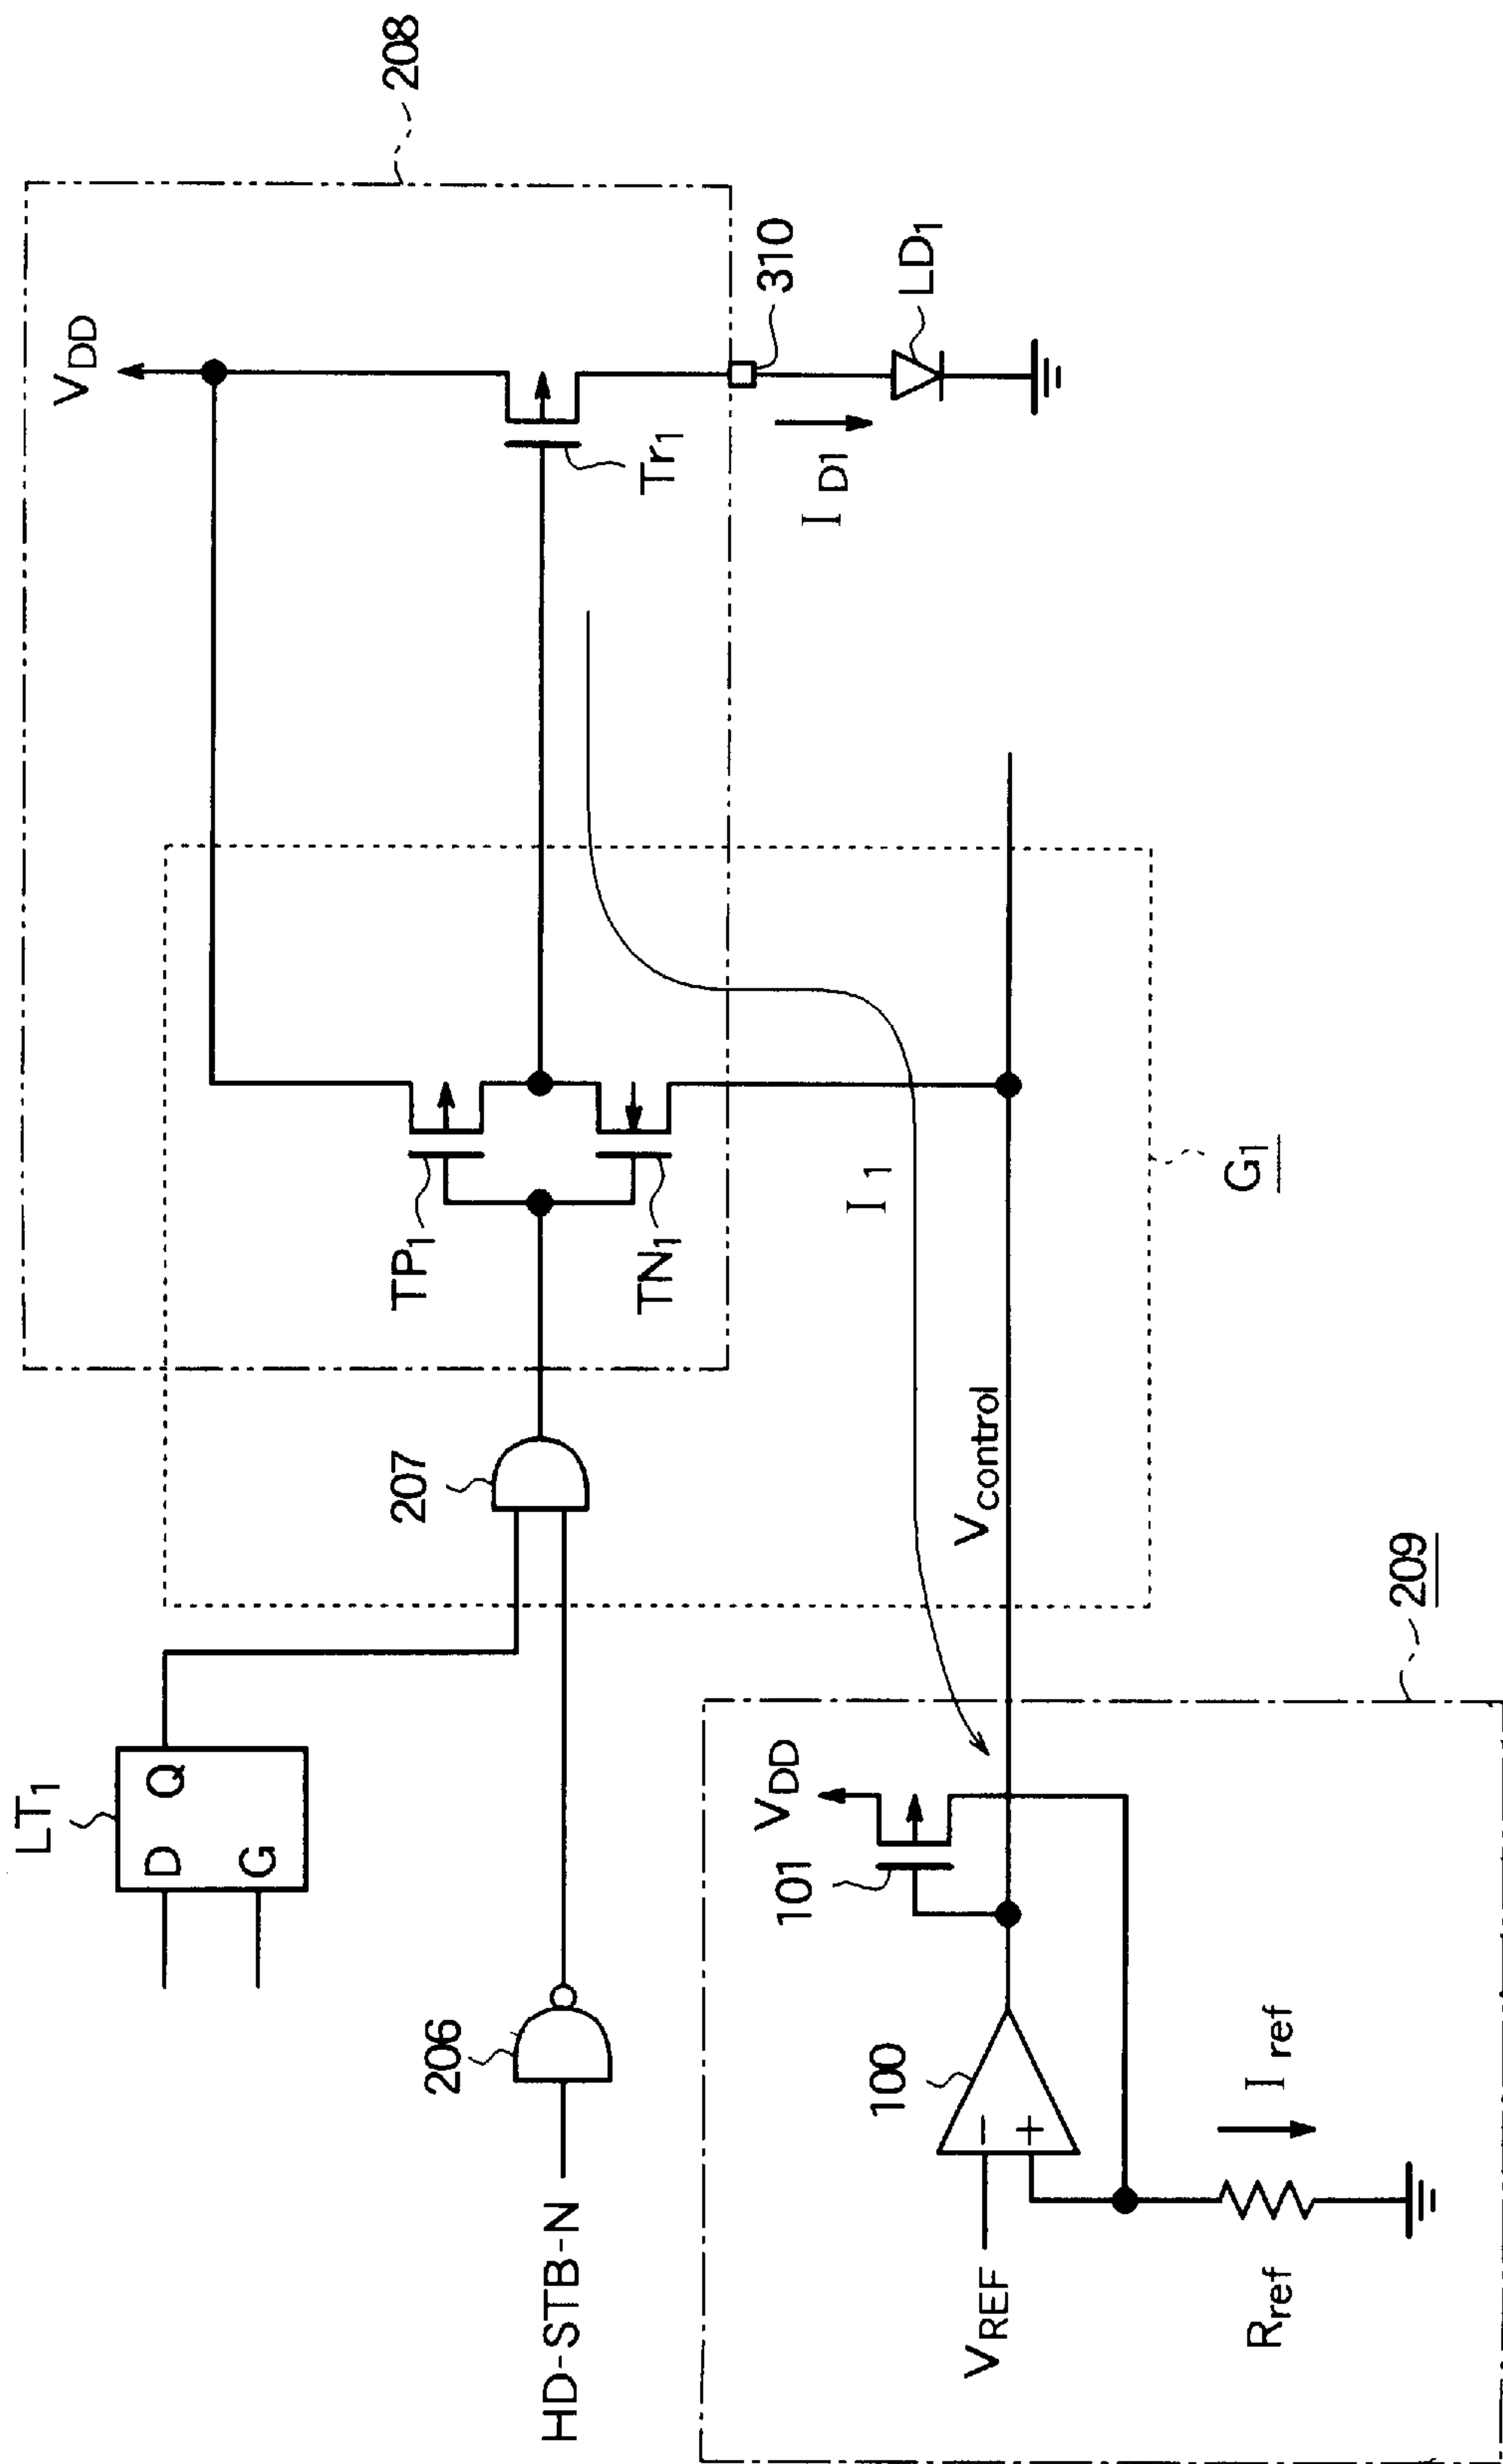 208
VDD
Tr1
310
ID1
LD1
TP1
TN1
207
I1
G1
Vcontrol
LT1
D Q
G
206
HD-STB-N
209
VDD
101
100
−
+
VREF
Iref
Rref